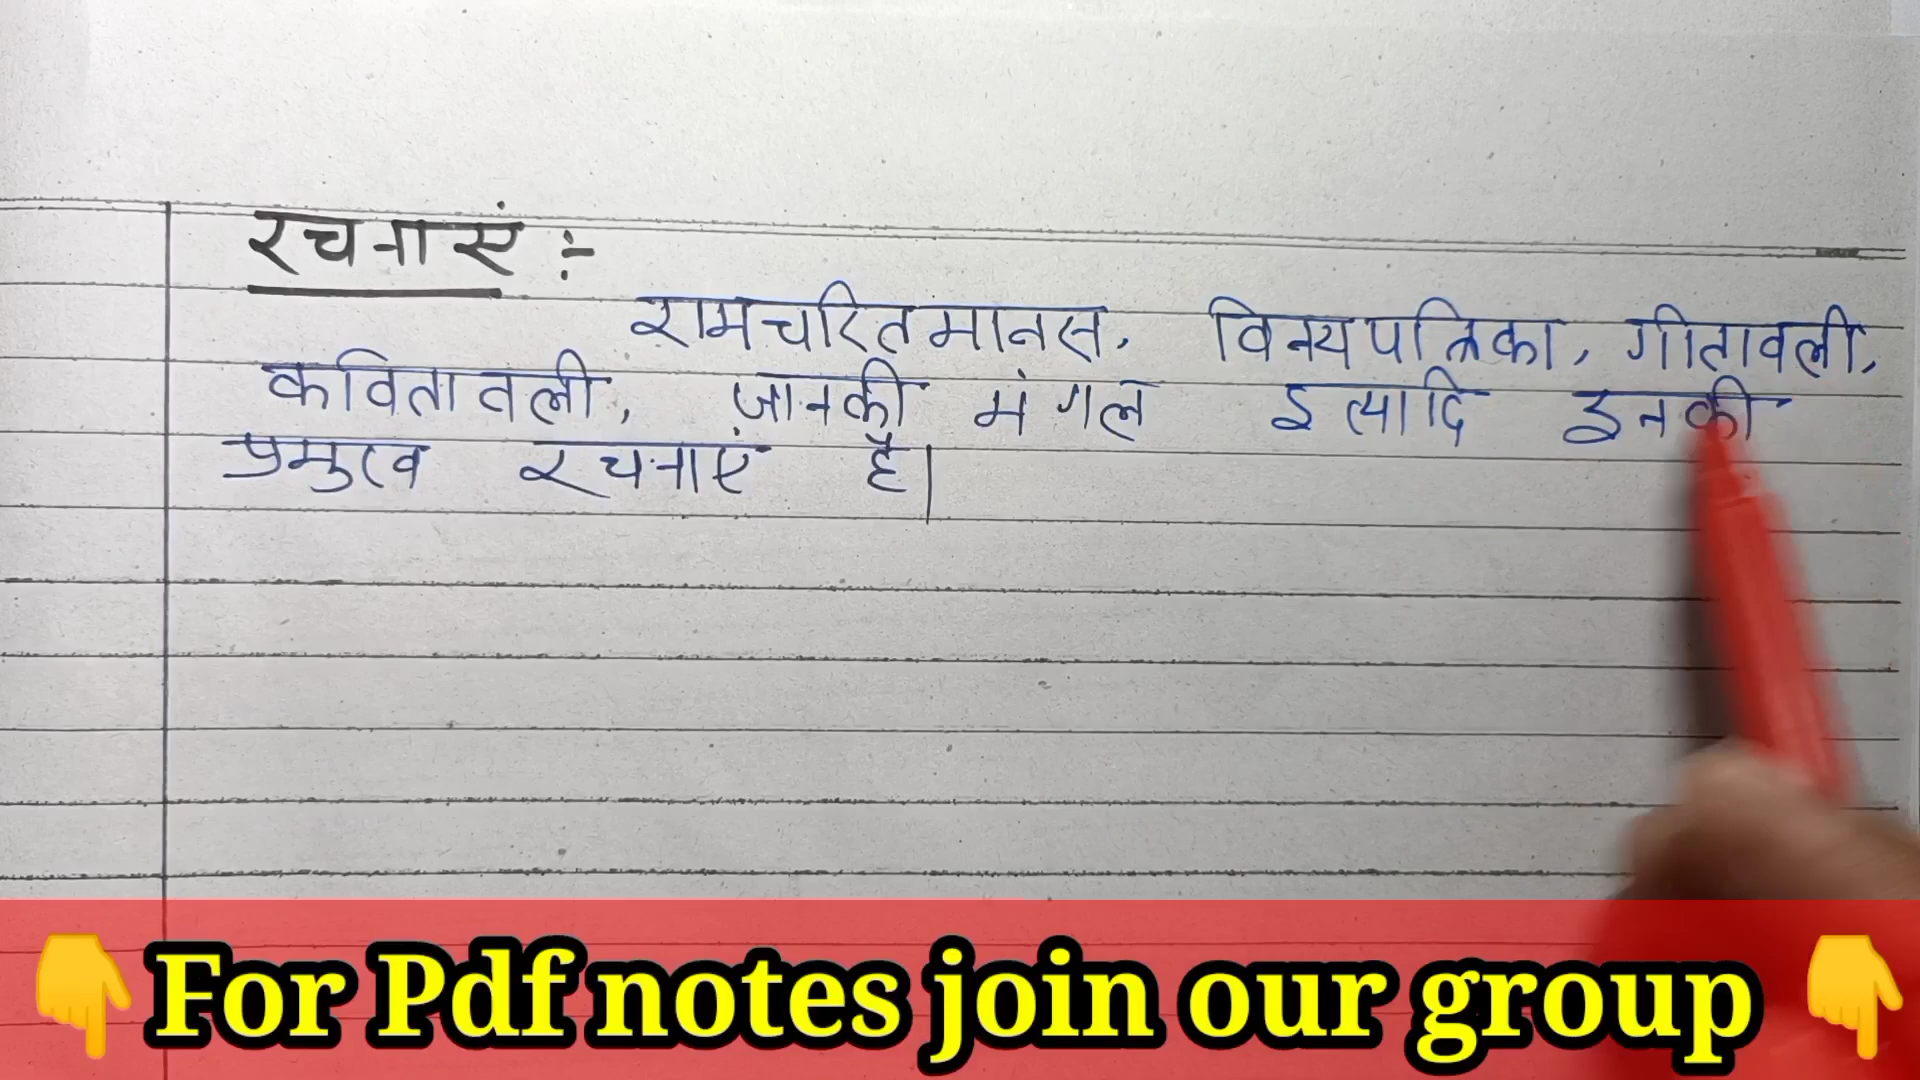 रचनाएं :-
रामचरितमानस, विनयपत्रिका, गीतावली,
कवितावली, जानकी मंगल इत्यादि इनकी
प्रमुख रचनाएं है।
👇For Pdf notes join our group👇